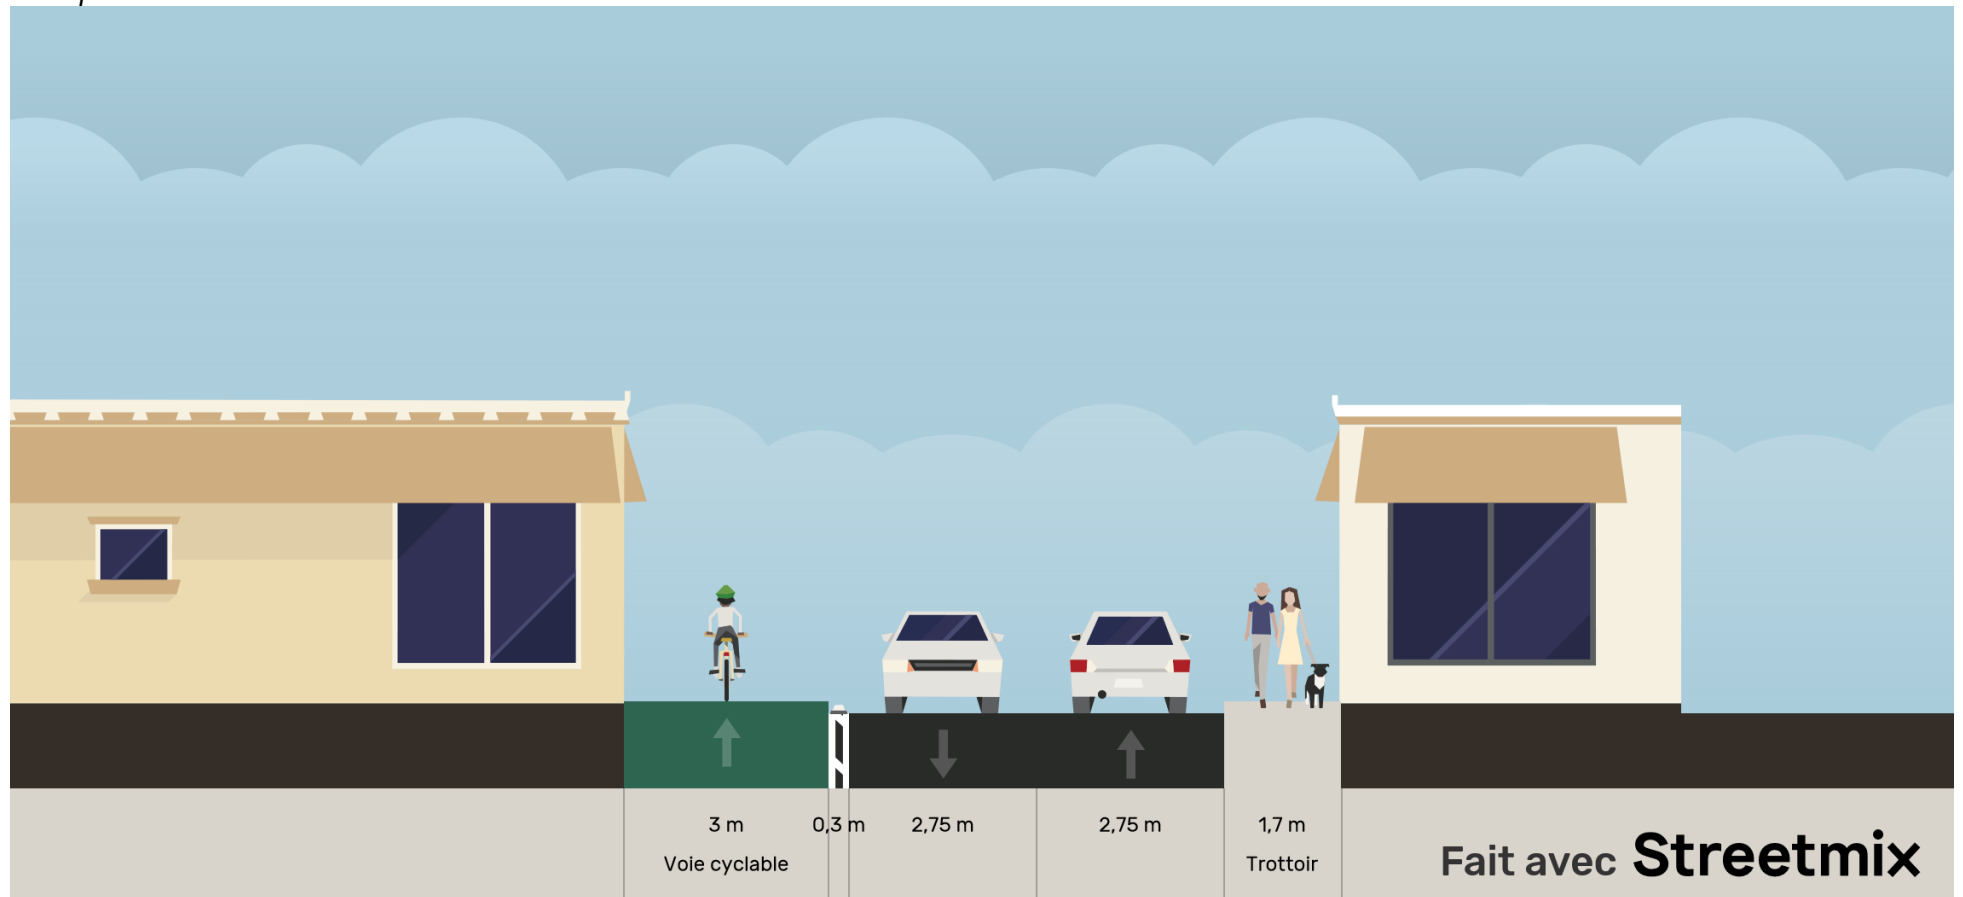 3 m
0,3 m
2,75 m
2,75 m
1,7 m
Voie cyclable
Trottoir
Fait avec Streetmix